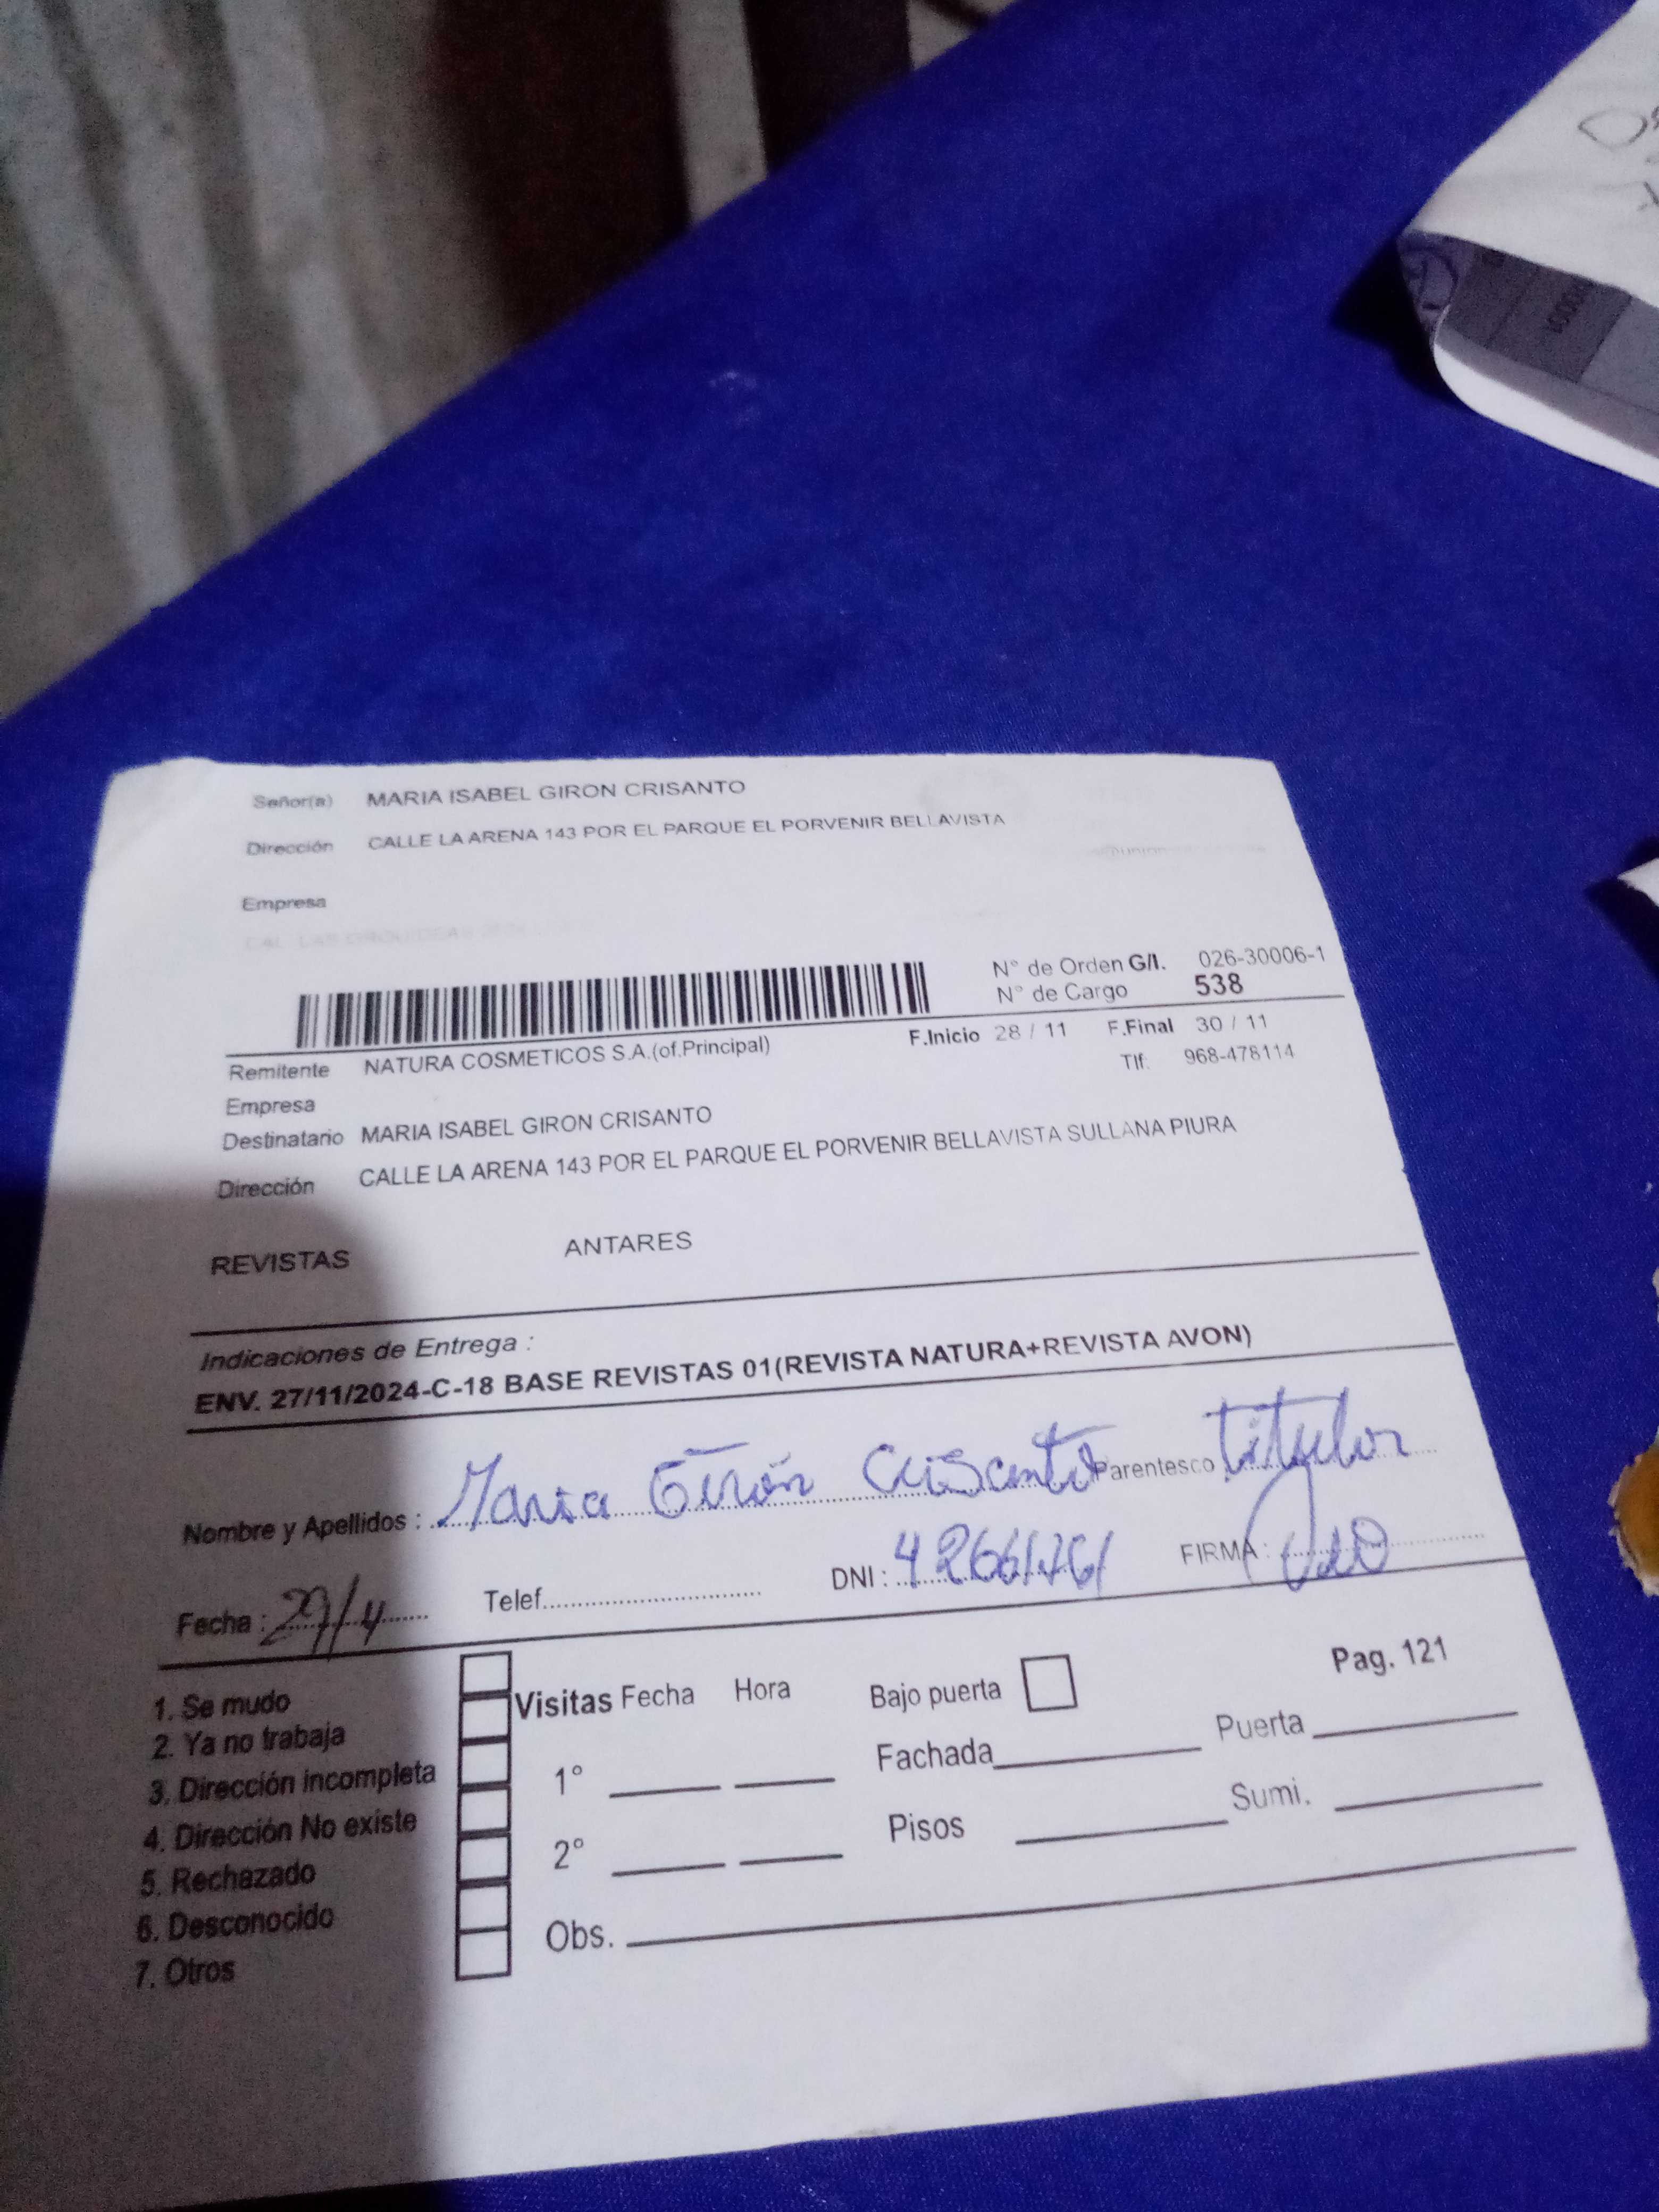 Señor(a) MARIA ISABEL GIRON CRISANTO
Dirección CALLE LA ARENA 143 POR EL PARQUE EL PORVENIR BELLAVISTA
Empresa
N° de Orden G/I. 026-30006-1
N° de Cargo 538
F.Inicio 28 / 11 F.Final 30 / 11
Remitente NATURA COSMETICOS S.A.(of.Principal)
Tlf. 968-478114
Empresa
Destinatario MARIA ISABEL GIRON CRISANTO
Dirección CALLE LA ARENA 143 POR EL PARQUE EL PORVENIR BELLAVISTA SULLANA PIURA
REVISTAS ANTARES
Indicaciones de Entrega :
ENV. 27/11/2024-C-18 BASE REVISTAS 01(REVISTA NATURA+REVISTA AVON)
Nombre y Apellidos : Maria Girón Crisanto Parentesco titular
Fecha : 29/4 Telef. DNI : FIRMA :
Pag. 121
1. Se mudo
2. Ya no trabaja
3. Dirección incompleta
4. Dirección No existe
5. Rechazado
6. Desconocido
7. Otros
Visitas Fecha Hora
1°
2°
Obs.
Bajo puerta
Fachada Puerta
Pisos Sumi.